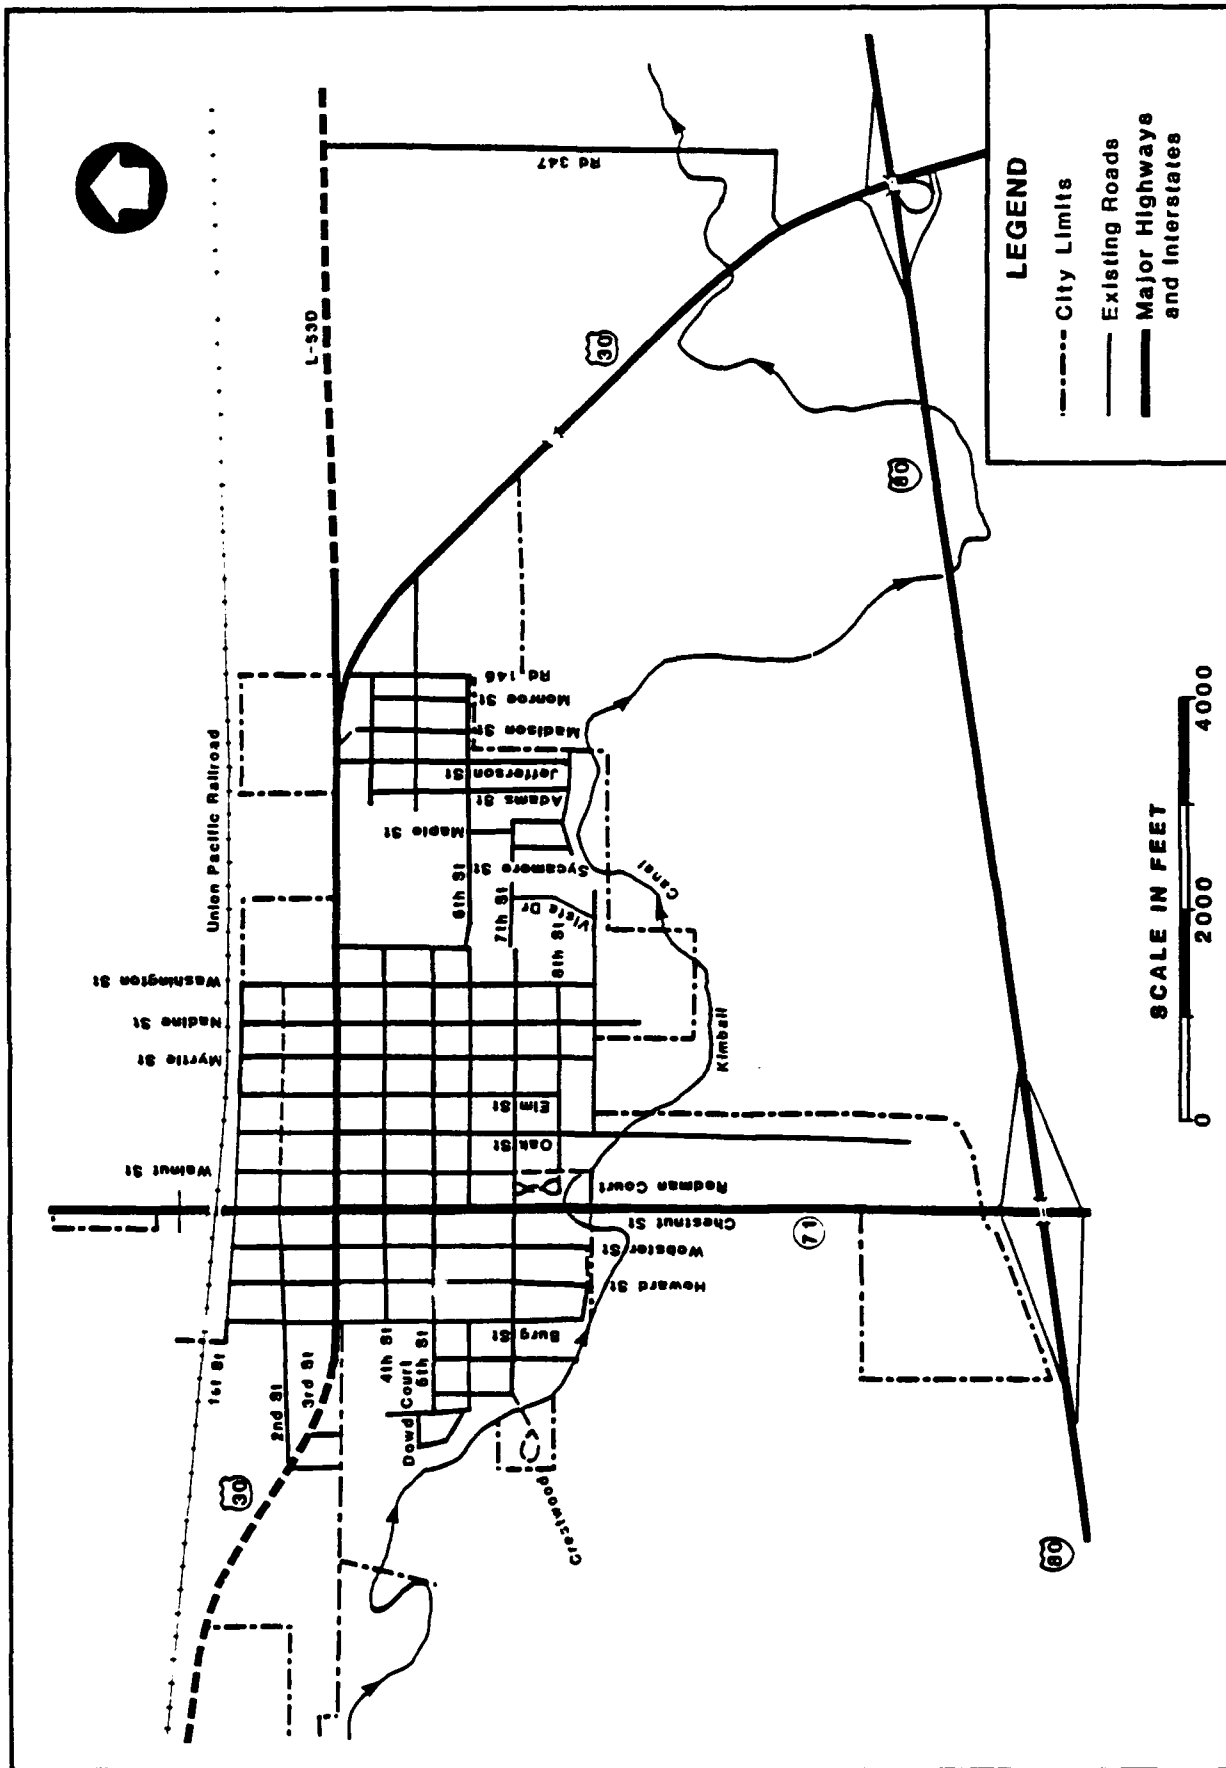 Union Pacific Railroad
L-53D
Rd 347
30
80
Rd 146
Monroe St
Madison St
Jefferson St
Adams St
Maple St
Sycamore St
6th St
7th St
Vista Dr
8th St
Canal
Kimball
Washington St
Nadine St
Myrtle St
Elm St
Oak St
Walnut St
Redman Court
Chestnut St
71
Webster St
Howard St
Burg St
1st St
2nd St
3rd St
4th St
5th St
Dowd Court
Crestwood
30
80
LEGEND
City Limits
Existing Roads
Major Highways
and Interstates
SCALE IN FEET
0 2000 4000